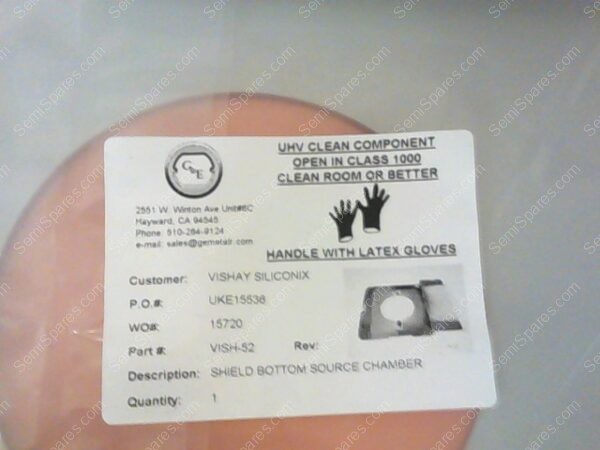 UHV CLEAN COMPONENT
OPEN IN CLASS 1000
CLEAN ROOM OR BETTER
G&E
2551 W. Winton Ave Unit#6C
Hayward, CA 94545
Phone: 510-264-9124
e-mail: sales@gemetalr.com
HANDLE WITH LATEX GLOVES
Customer: VISHAY SILICONIX
P.O.#: UKE15536
WO#: 15720
Part #: VISH-52 Rev:
Description: SHIELD BOTTOM SOURCE CHAMBER
Quantity: 1
SemiSpares.com